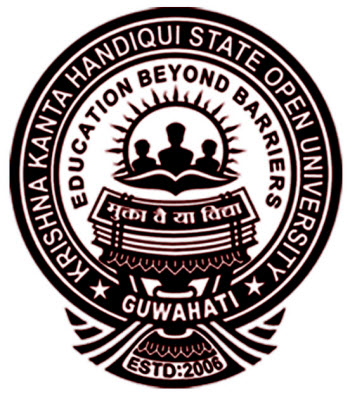 KRISHNA KANTA HANDIQUI STATE OPEN UNIVERSITY
EDUCATION BEYOND BARRIERS
मुक्ता वै या विद्या
GUWAHATI
ESTD:2006